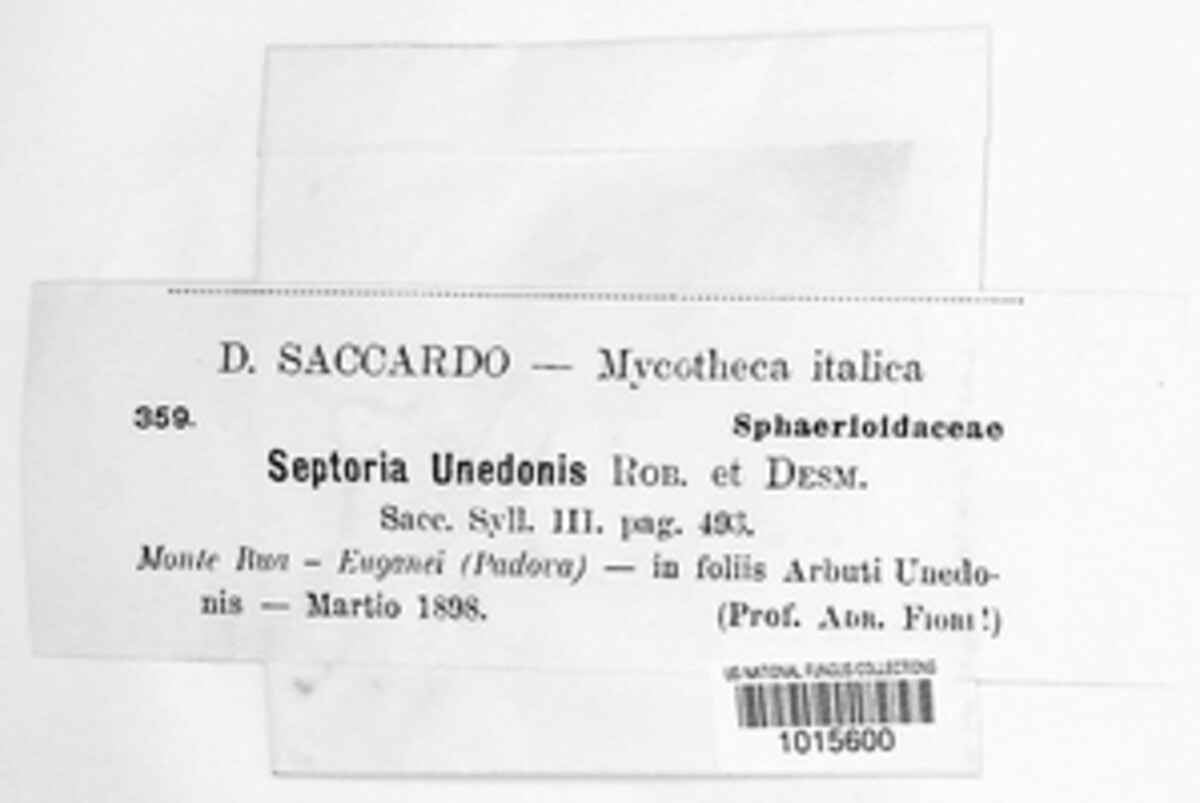 D. SACCARDO — Mycotheca italica
359.
Sphaerioidaceae
Septoria Unedonis ROB. et DESM.
Sacc. Syll. III. pag. 493.
Monte Rua – Euganei (Padova) — in foliis Arbuti Unedo-
nis — Martio 1898. (Prof. ADR. FIORI!)
US NATIONAL FUNGUS COLLECTIONS
1015600